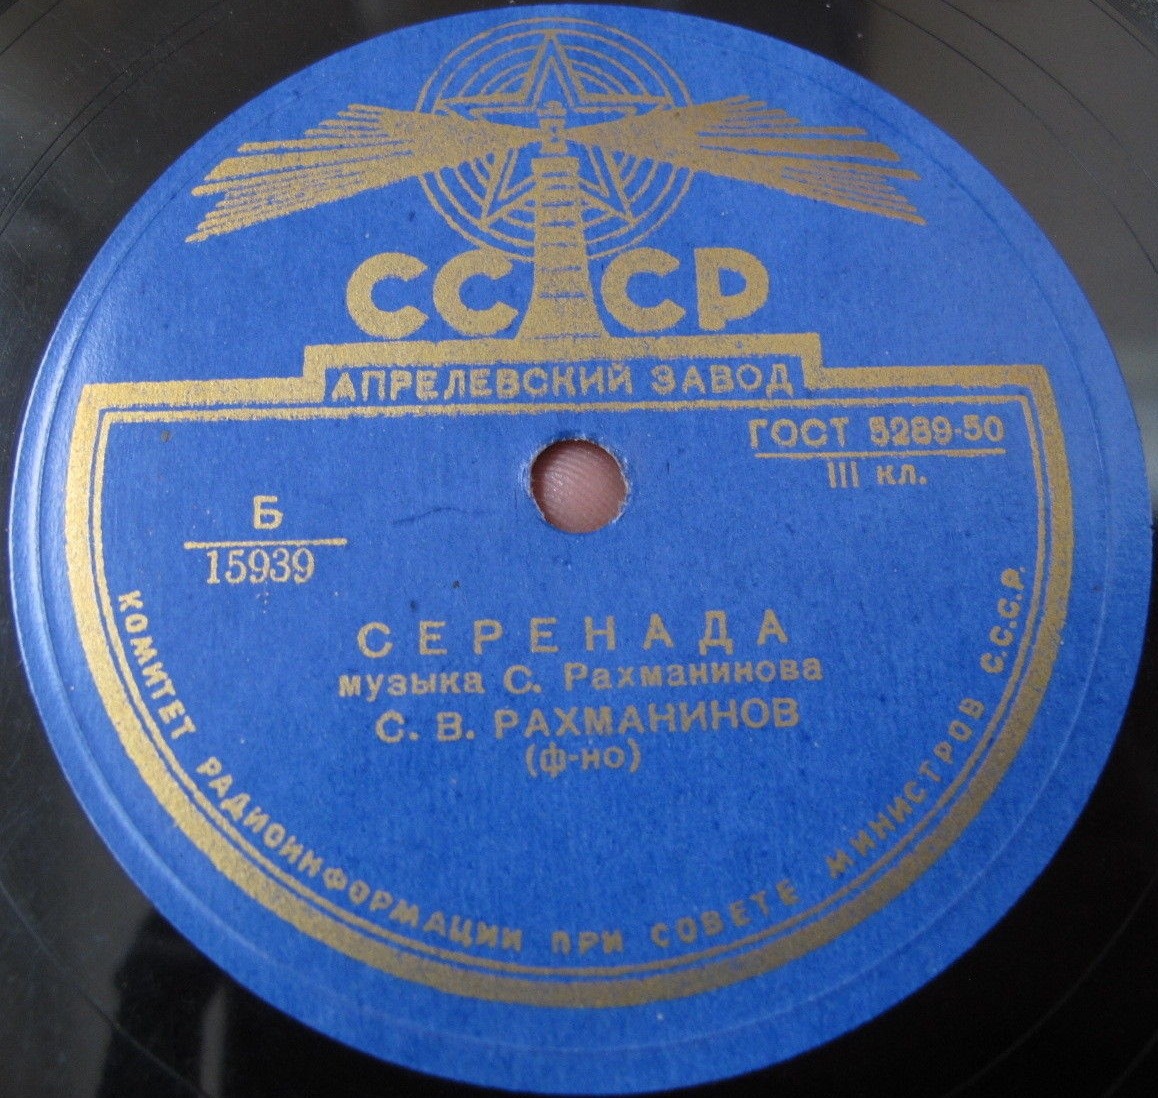 СССР
АПРЕЛЕВСКИЙ ЗАВОД
ГОСТ 5289-50
III кл.
Б
15939
СЕРЕНАДА
музыка С. Рахманинова
С. В. РАХМАНИНОВ
(ф-но)
КОМИТЕТ РАДИОИНФОРМАЦИИ ПРИ СОВЕТЕ МИНИСТРОВ С.С.С.Р.